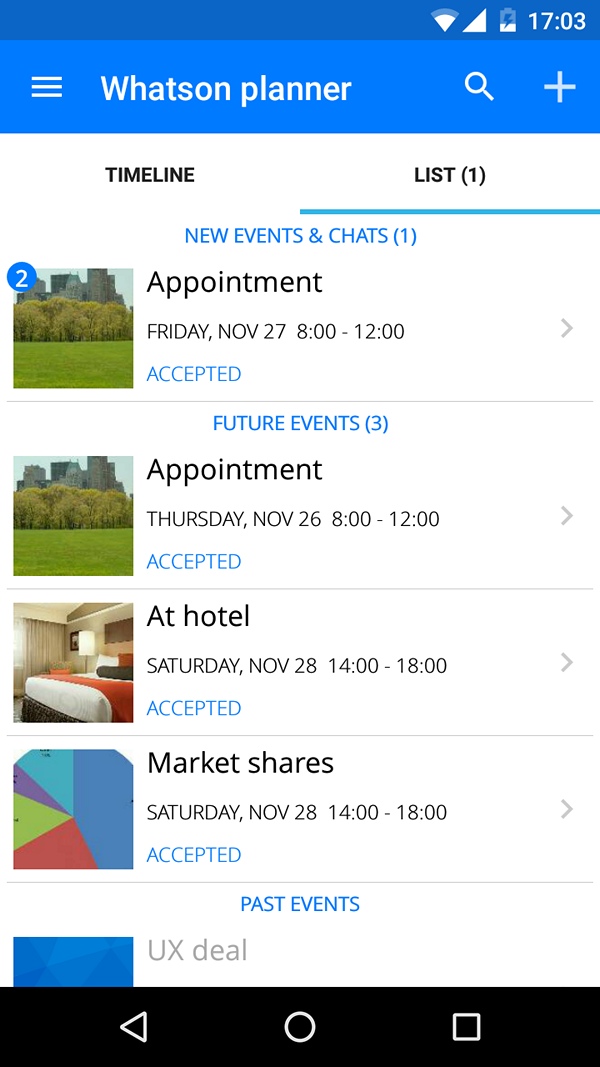 17:03
Whatson planner
TIMELINE
LIST (1)
NEW EVENTS & CHATS (1)
2
Appointment
FRIDAY, NOV 27 8:00 - 12:00
ACCEPTED
FUTURE EVENTS (3)
Appointment
THURSDAY, NOV 26 8:00 - 12:00
ACCEPTED
At hotel
SATURDAY, NOV 28 14:00 - 18:00
ACCEPTED
Market shares
SATURDAY, NOV 28 14:00 - 18:00
ACCEPTED
PAST EVENTS
UX deal